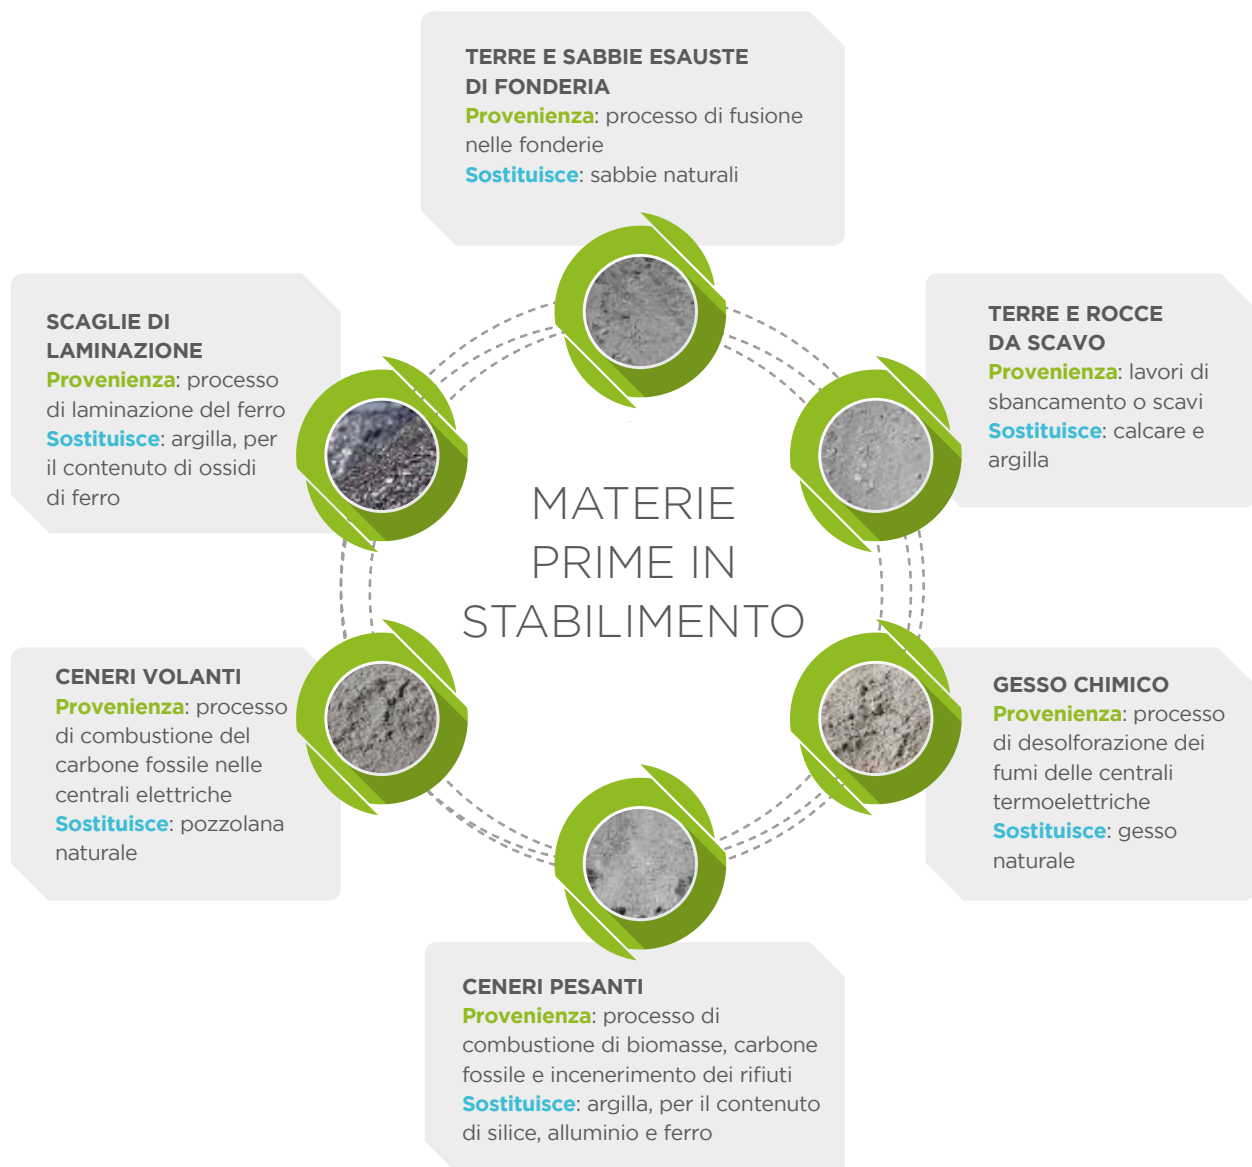 TERRE E SABBIE ESAUSTE
DI FONDERIA
Provenienza: processo di fusione
nelle fonderie
Sostituisce: sabbie naturali
SCAGLIE DI
LAMINAZIONE
Provenienza: processo
di laminazione del ferro
Sostituisce: argilla, per
il contenuto di ossidi
di ferro
TERRE E ROCCE
DA SCAVO
Provenienza: lavori di
sbancamento o scavi
Sostituisce: calcare e
argilla
MATERIE
PRIME IN
STABILIMENTO
CENERI VOLANTI
Provenienza: processo
di combustione del
carbone fossile nelle
centrali elettriche
Sostituisce: pozzolana
naturale
GESSO CHIMICO
Provenienza: processo
di desolforazione dei
fumi delle centrali
termoelettriche
Sostituisce: gesso
naturale
CENERI PESANTI
Provenienza: processo di
combustione di biomasse, carbone
fossile e incenerimento dei rifiuti
Sostituisce: argilla, per il contenuto
di silice, alluminio e ferro